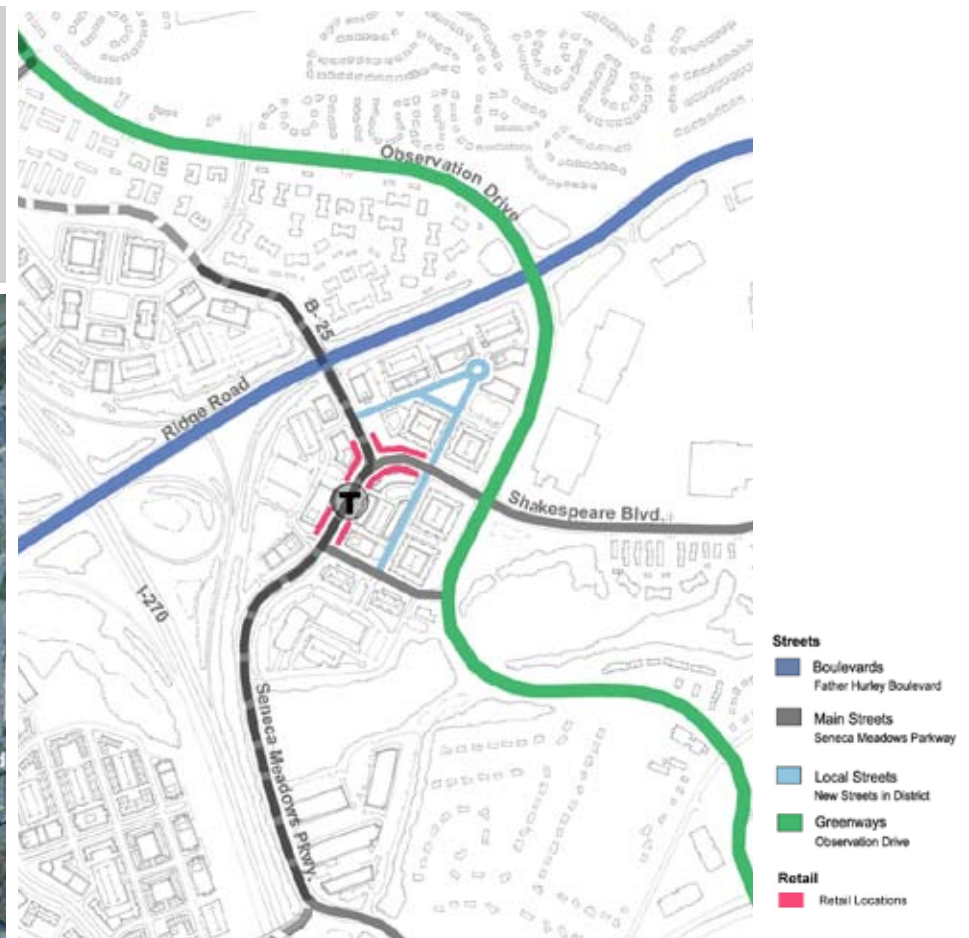 Observation Drive
B- 25
Ridge Road
T
Shakespeare Blvd.
I-270
Seneca Meadows Pkwy.
Streets
Boulevards
Father Hurley Boulevard
Main Streets
Seneca Meadows Parkway
Local Streets
New Streets in District
Greenways
Observation Drive
Retail
Retail Locations